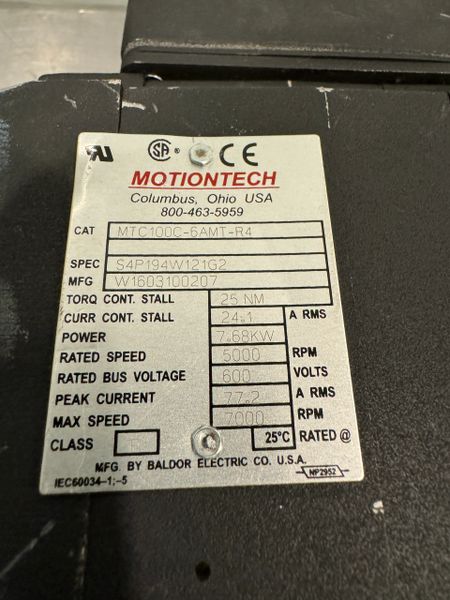 CE
MOTIONTECH
Columbus, Ohio USA
800-463-5959
CAT MTC100C-6AMT-R4
SPEC S4P194W121G2
MFG W1603100207
TORQ CONT. STALL 25 NM
CURR CONT. STALL 24.1 A RMS
POWER 7.68KW
RATED SPEED 5000 RPM
RATED BUS VOLTAGE 600 VOLTS
PEAK CURRENT 77.2 A RMS
MAX SPEED 7000 RPM
CLASS 25°C RATED @
MFG. BY BALDOR ELECTRIC CO. U.S.A.
IEC60034-1;-5 NP2952